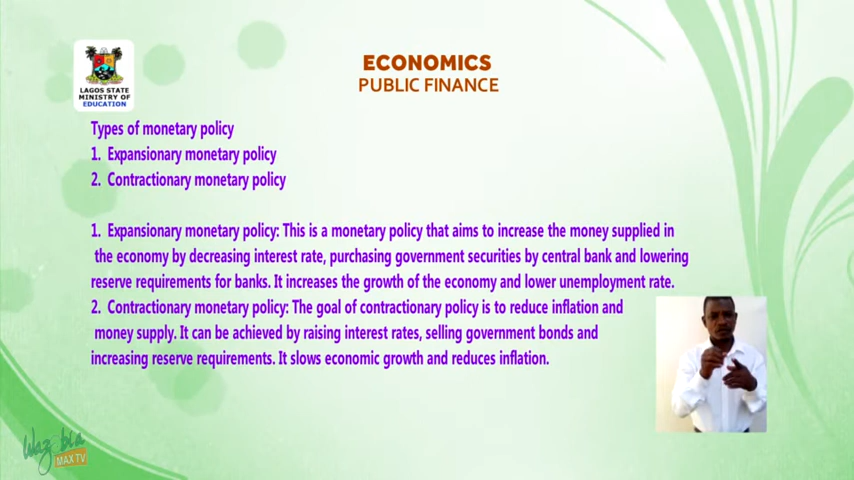 LAGOS STATE
MINISTRY OF
EDUCATION
ECONOMICS
PUBLIC FINANCE
Types of monetary policy
1. Expansionary monetary policy
2. Contractionary monetary policy
1. Expansionary monetary policy: This is a monetary policy that aims to increase the money supplied in
the economy by decreasing interest rate, purchasing government securities by central bank and lowering
reserve requirements for banks. It increases the growth of the economy and lower unemployment rate.
2. Contractionary monetary policy: The goal of contractionary policy is to reduce inflation and
money supply. It can be achieved by raising interest rates, selling government bonds and
increasing reserve requirements. It slows economic growth and reduces inflation.
Wazobia
MAX TV